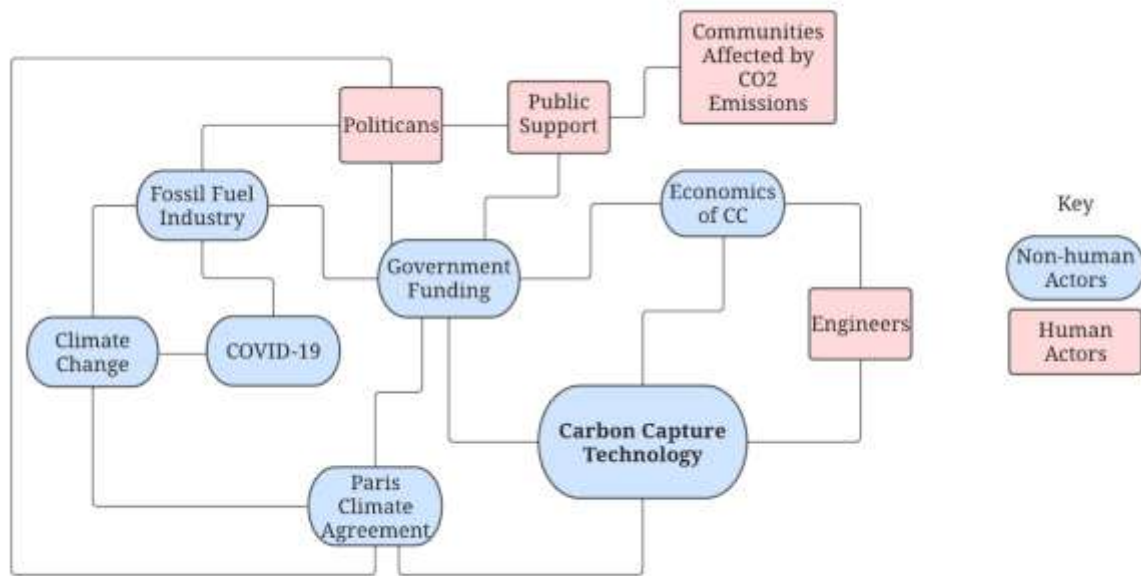 Communities
Affected by
CO2
Emissions
Public
Support
Politicans
Fossil Fuel
Industry
Economics
of CC
Key
Non-human
Actors
Government
Funding
Engineers
Human
Actors
Climate
Change
COVID-19
Carbon Capture
Technology
Paris
Climate
Agreement